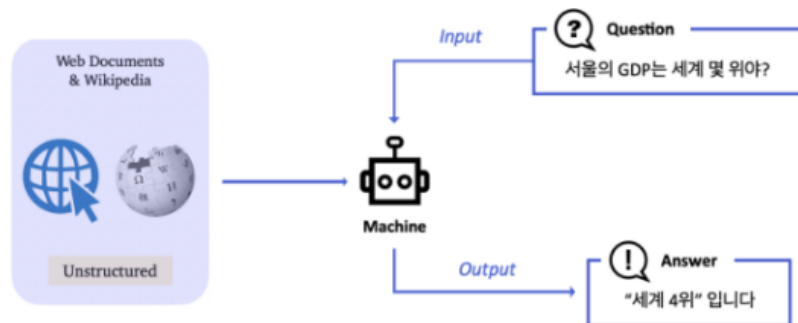 Web Documents
& Wikipedia
Unstructured
Input
Question
서울의 GDP는 세계 몇 위야?
Machine
Output
Answer
“세계 4위” 입니다